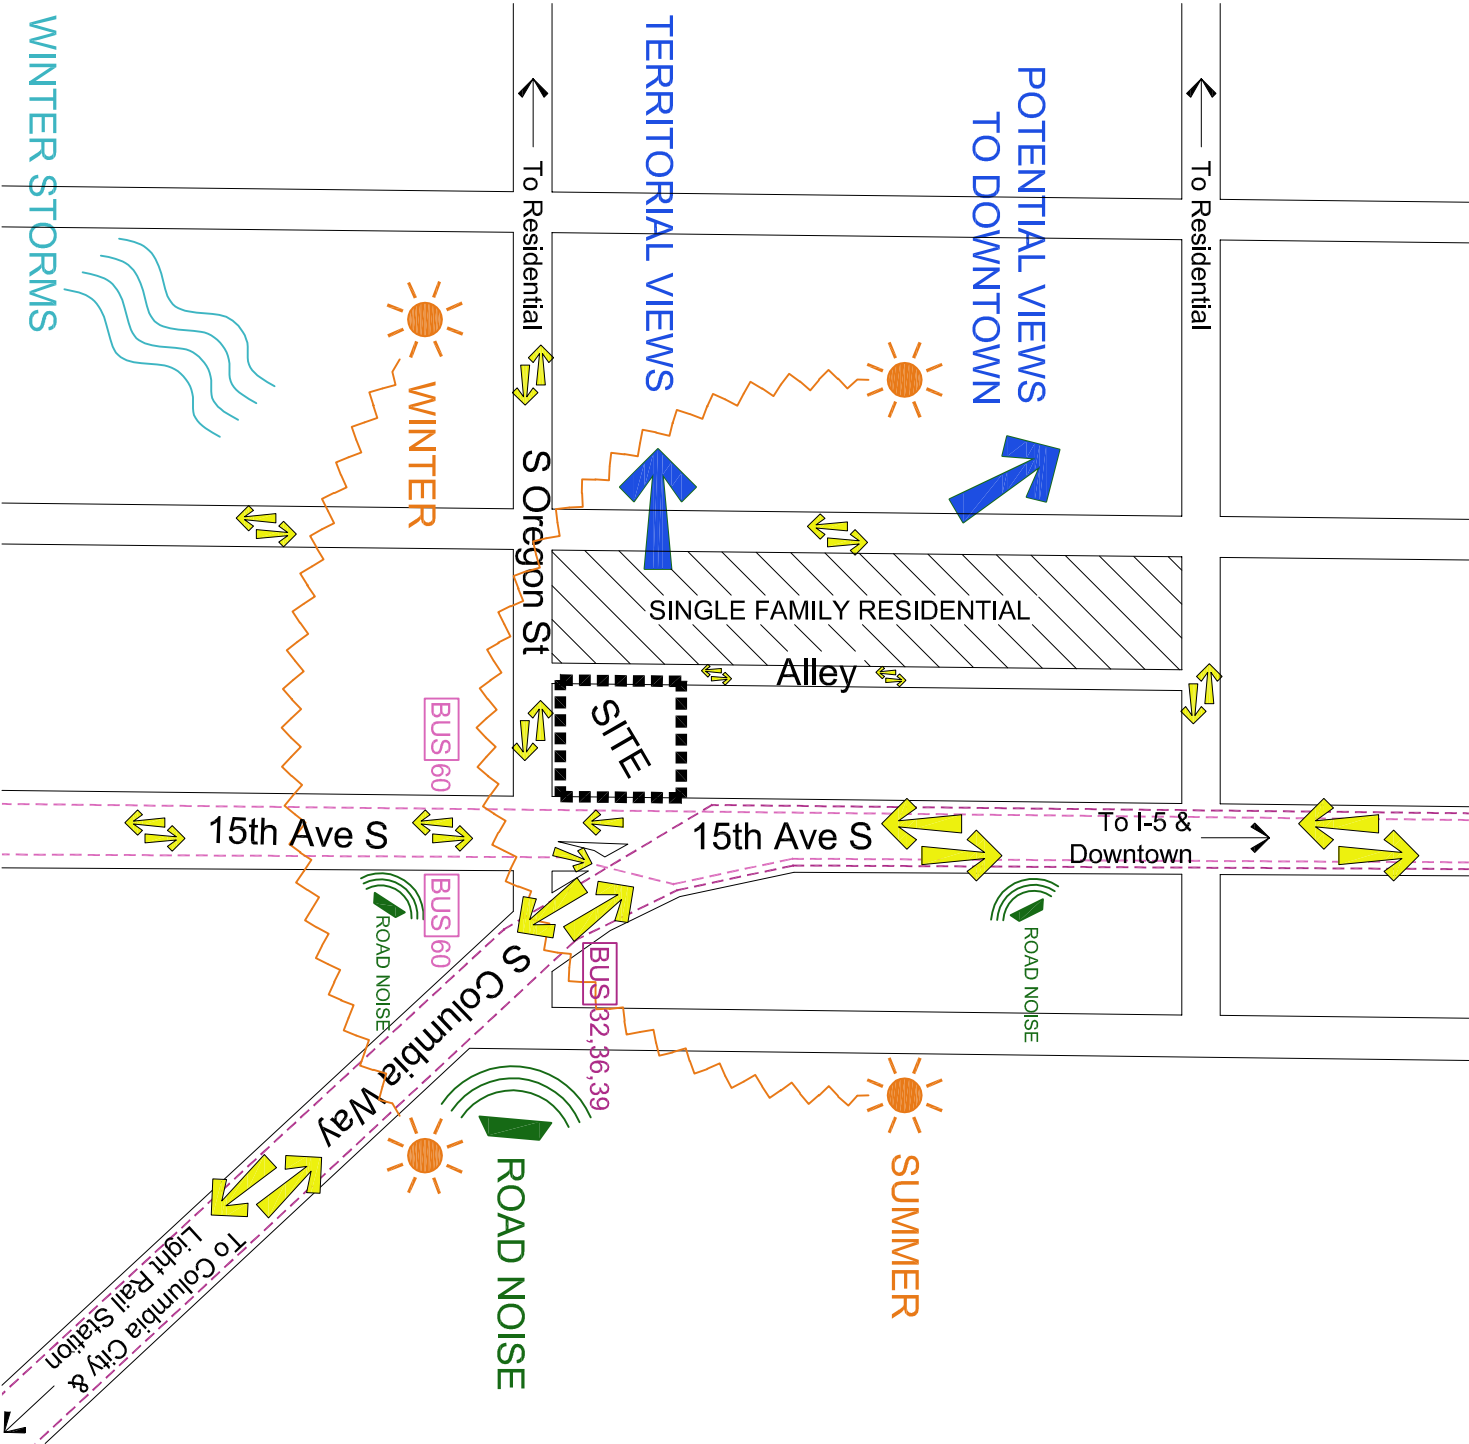 WINTER STORMS
To Residential
TERRITORIAL VIEWS
POTENTIAL VIEWS
TO DOWNTOWN
To Residential
WINTER
S Oregon St
SINGLE FAMILY RESIDENTIAL
Alley
SITE
BUS 60
15th Ave S
15th Ave S
To I-5 &
Downtown
BUS 60
ROAD NOISE
ROAD NOISE
S Columbia Way
BUS 32,36,39
ROAD NOISE
SUMMER
To Columbia City &
Light Rail Station